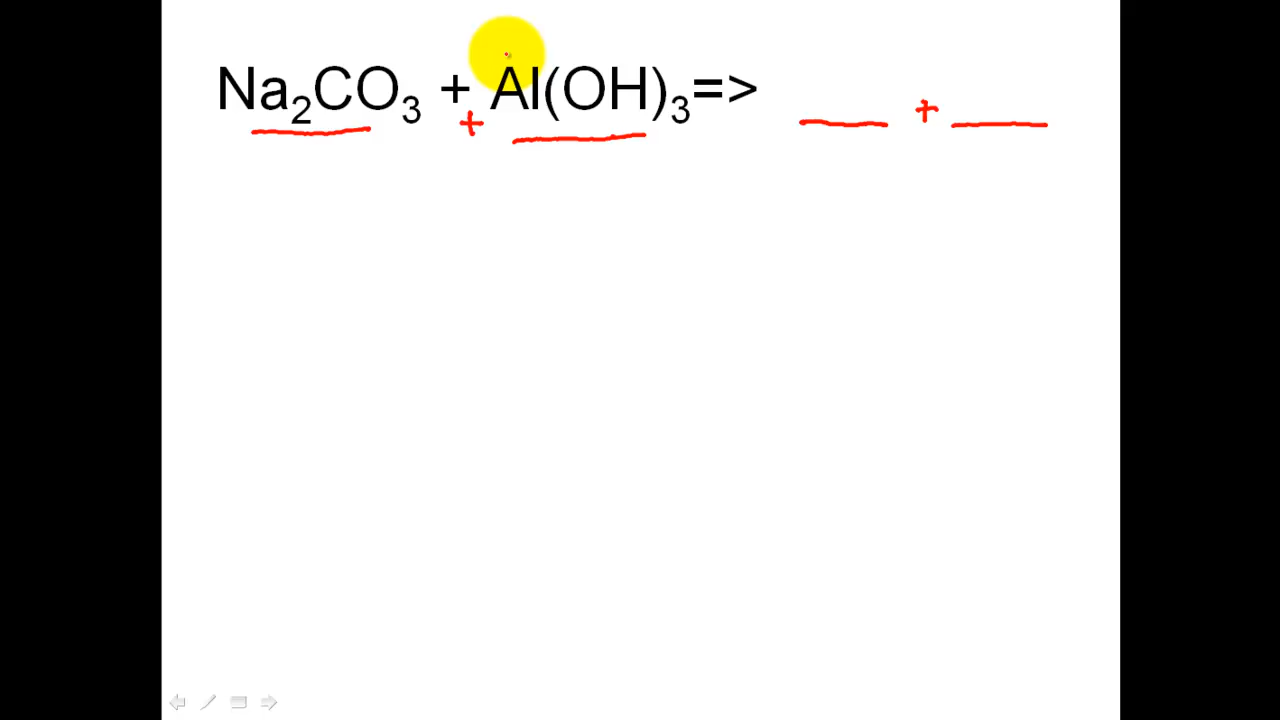 Na₂CO₃ + Al(OH)₃=>
+ +